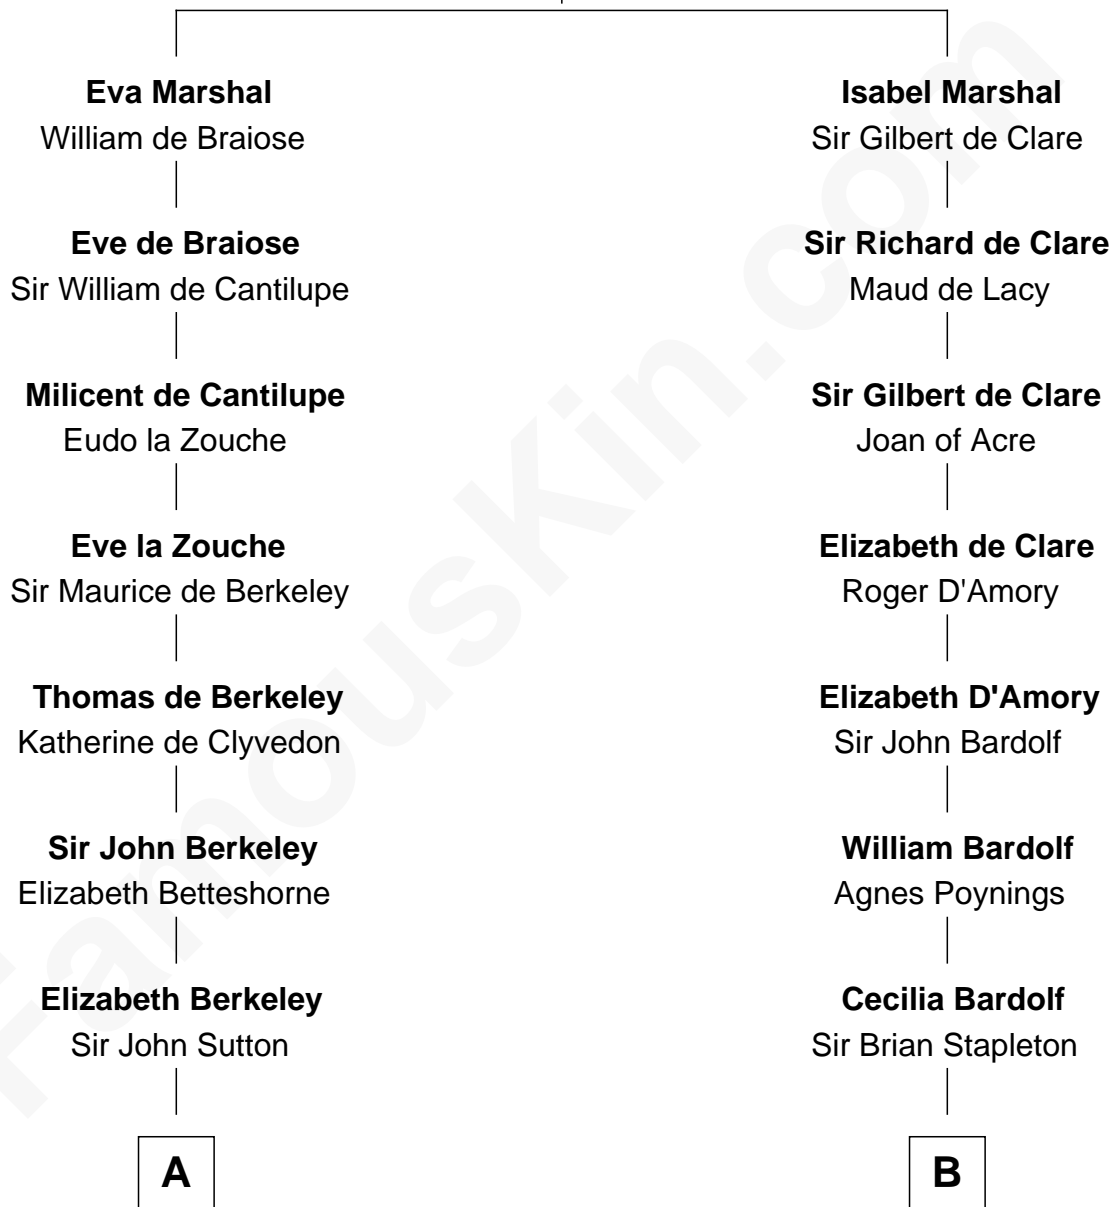 Eva Marshal
William de Braiose
Eve de Braiose
Sir William de Cantilupe
Milicent de Cantilupe
Eudo la Zouche
Eve la Zouche
Sir Maurice de Berkeley
Thomas de Berkeley
Katherine de Clyvedon
Sir John Berkeley
Elizabeth Betteshorne
Elizabeth Berkeley
Sir John Sutton
A
Isabel Marshal
Sir Gilbert de Clare
Sir Richard de Clare
Maud de Lacy
Sir Gilbert de Clare
Joan of Acre
Elizabeth de Clare
Roger D'Amory
Elizabeth D'Amory
Sir John Bardolf
William Bardolf
Agnes Poynings
Cecilia Bardolf
Sir Brian Stapleton
B
FamousKin.com